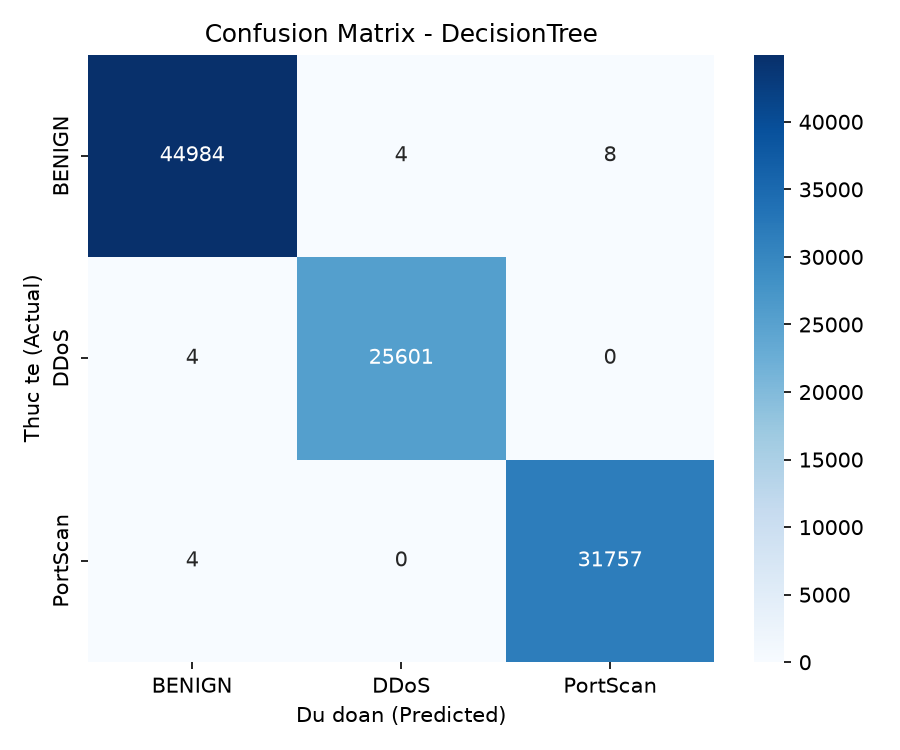 Confusion Matrix - DecisionTree
Thuc te (Actual)
BENIGN
DDoS
PortScan
44984 4 8
4 25601 0
4 0 31757
BENIGN DDoS PortScan
Du doan (Predicted)
40000
35000
30000
25000
20000
15000
10000
5000
0